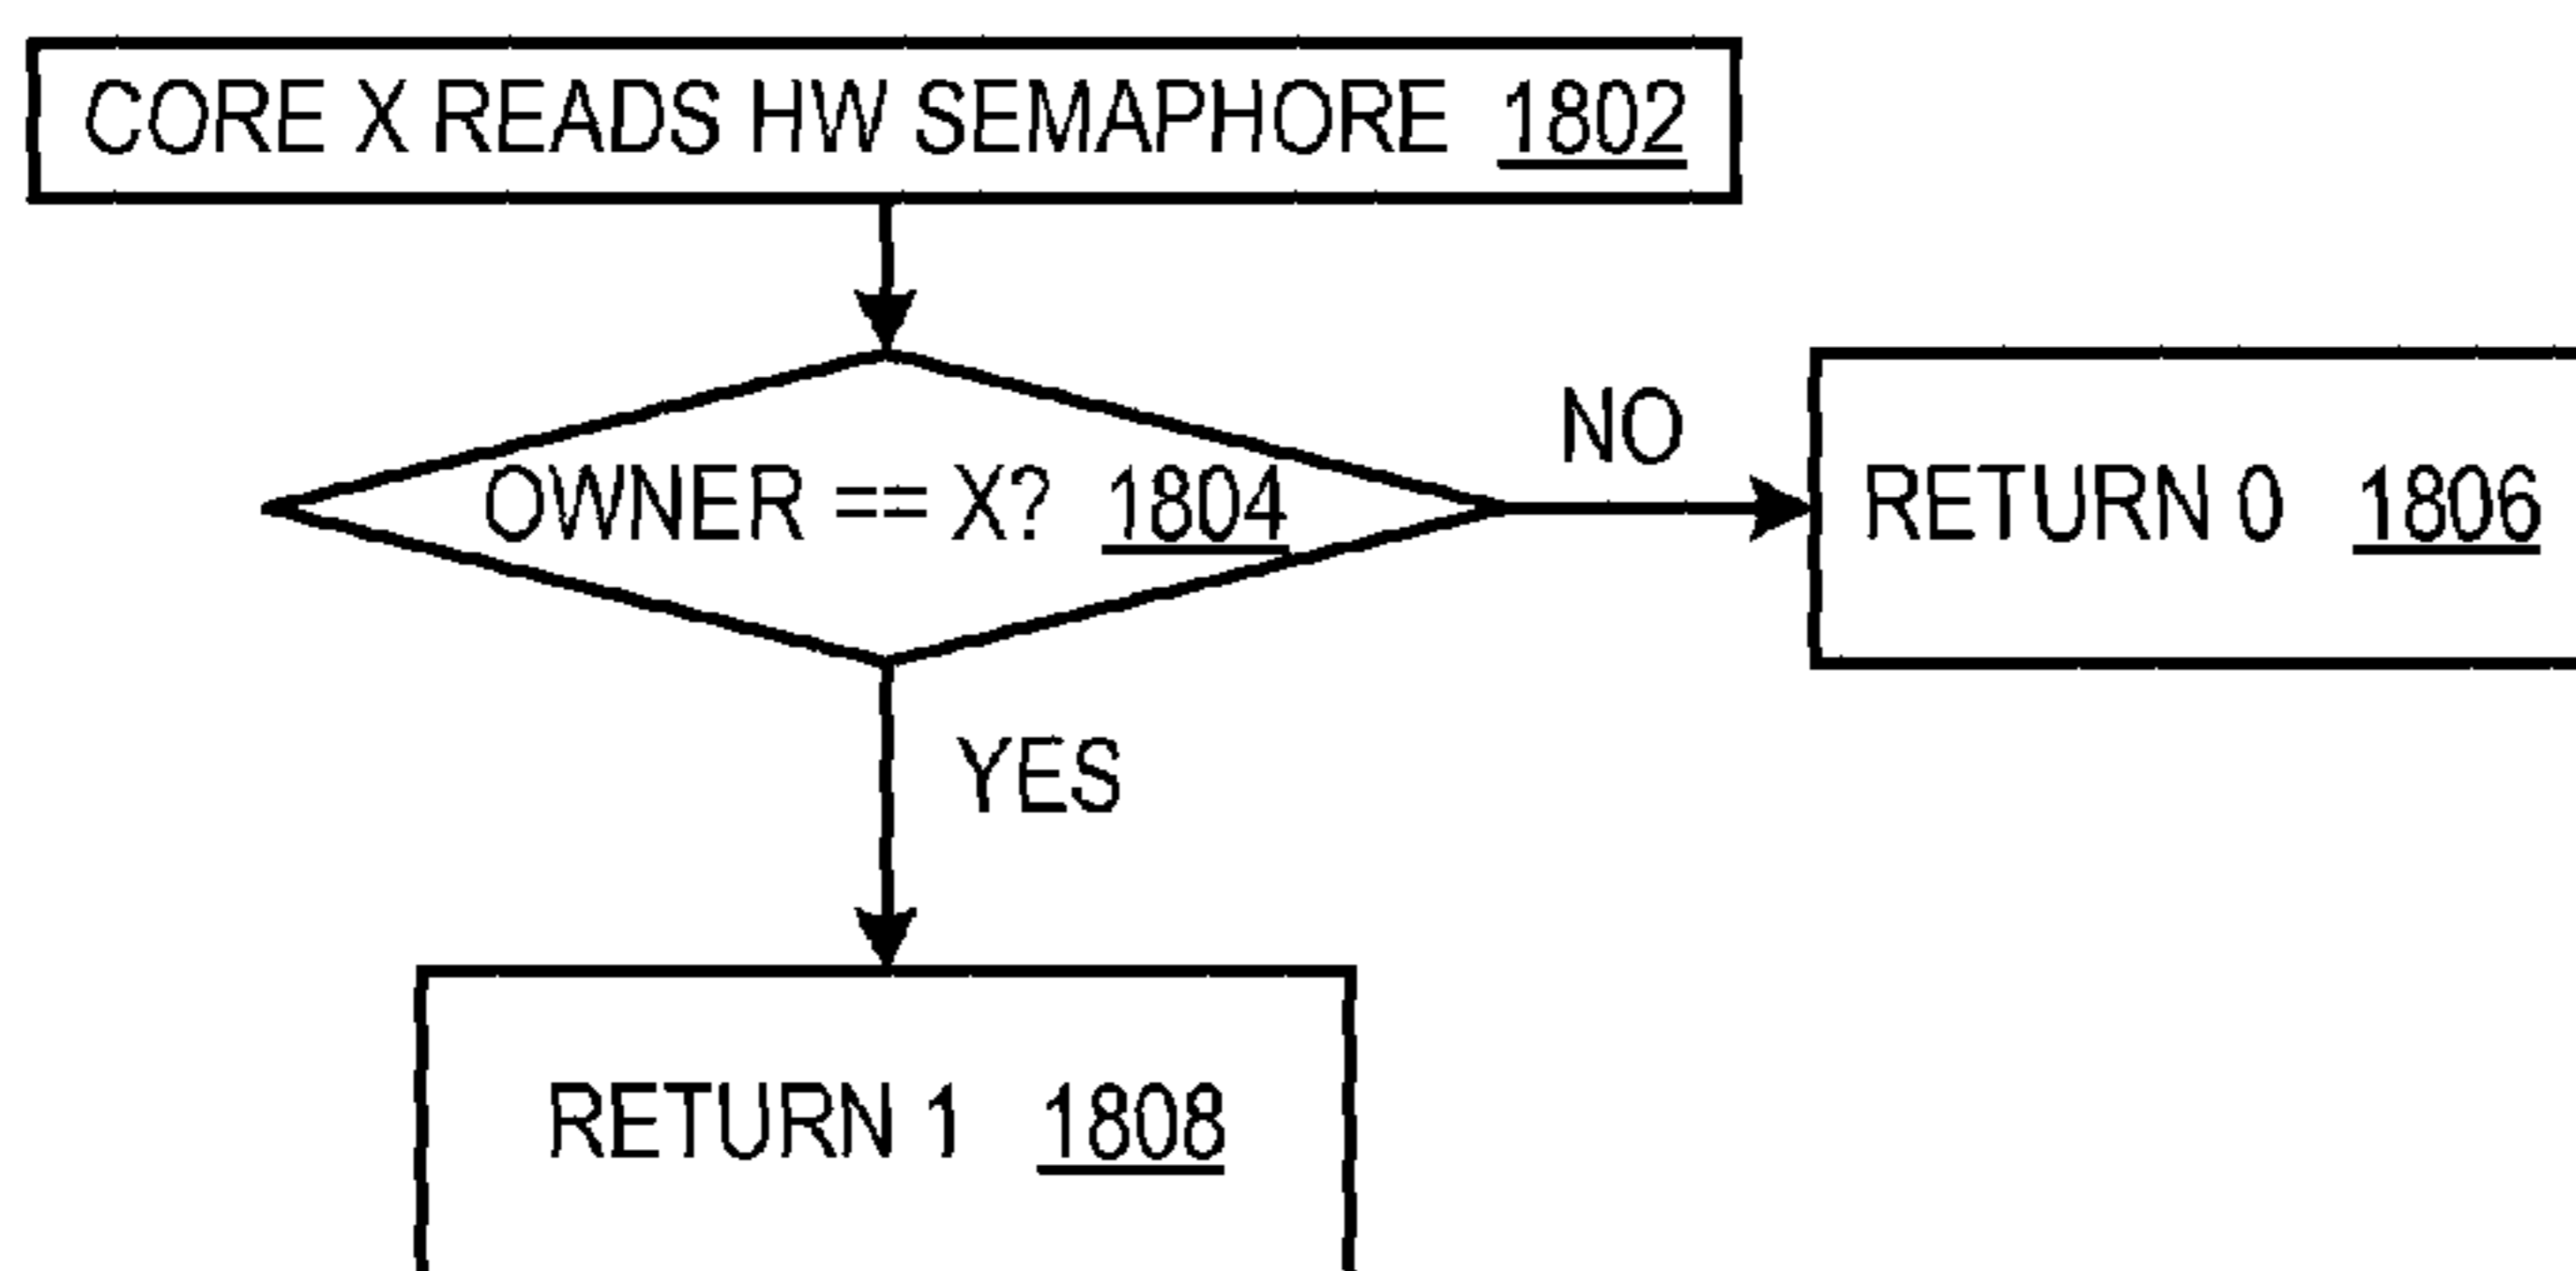 CORE X READS HW SEMAPHORE 1802
OWNER == X? 1804
NO
RETURN 0 1806
YES
RETURN 1 1808